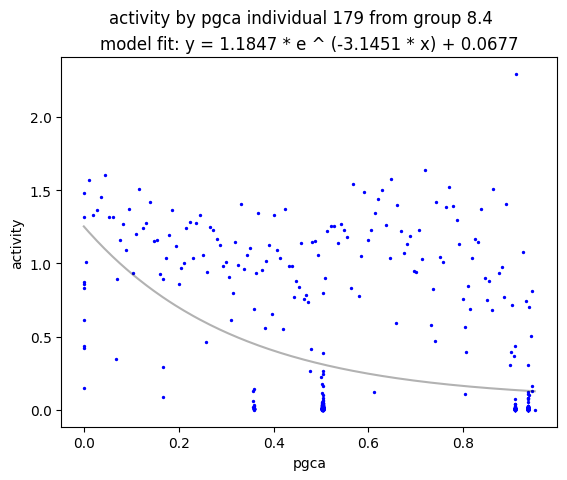 activity by pgca individual 179 from group 8.4
model fit: y = 1.1847 * e ^ (-3.1451 * x) + 0.0677
2.0
1.5
activity
1.0
0.5
0.0
0.0 0.2 0.4 0.6 0.8
pgca